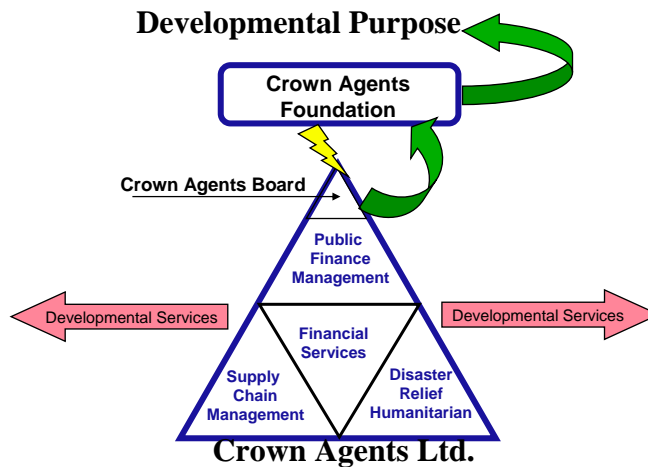 Developmental Purpose
Crown Agents
Foundation
Crown Agents Board
Public
Finance
Management
Developmental Services
Developmental Services
Financial
Services
Supply
Chain
Management
Disaster
Relief
Humanitarian
Crown Agents Ltd.